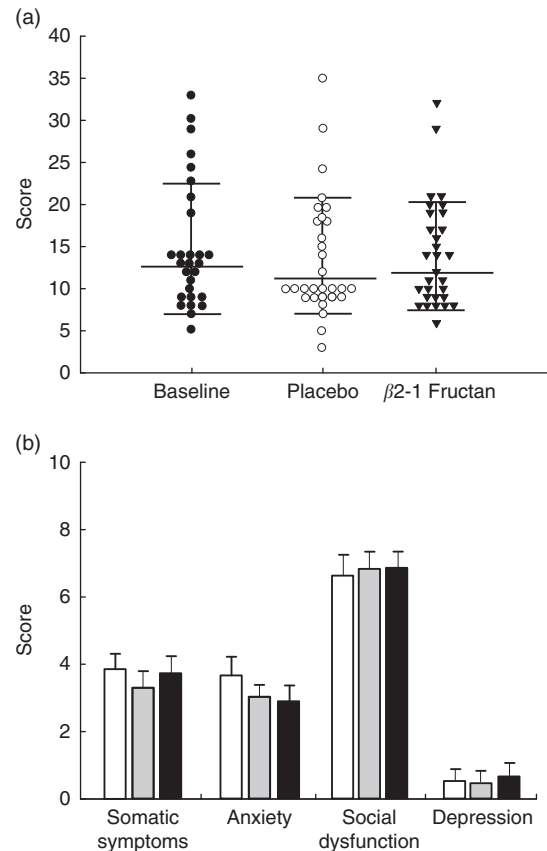 (a)
40
35
30
25
20
15
10
5
0
Score
Baseline Placebo β2-1 Fructan
(b)
10
8
6
4
2
0
Score
Somatic symptoms
Anxiety
Social dysfunction
Depression